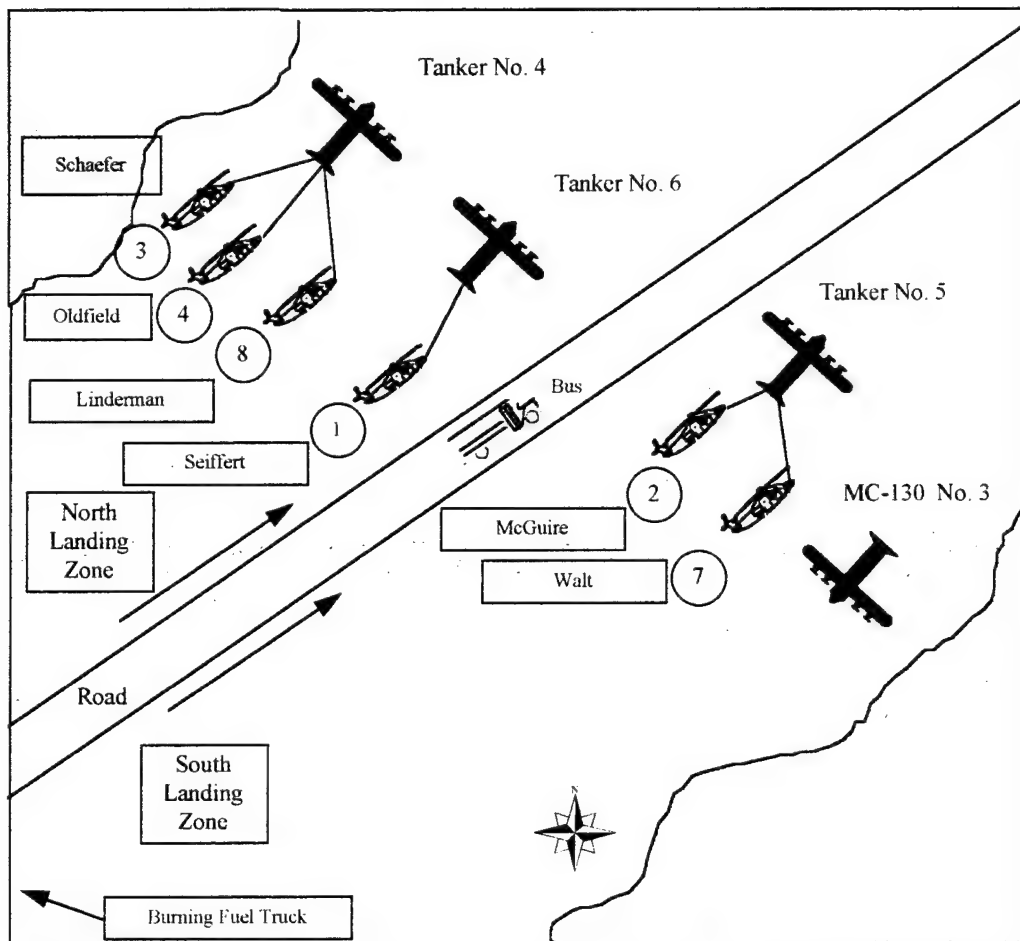 Tanker No. 4
Schaefer
Tanker No. 6
3
Tanker No. 5
Oldfield
4
8
Linderman
Bus
1
Seiffert
2
MC-130 No. 3
North
Landing
Zone
McGuire
Walt
7
Road
South
Landing
Zone
N
Burning Fuel Truck